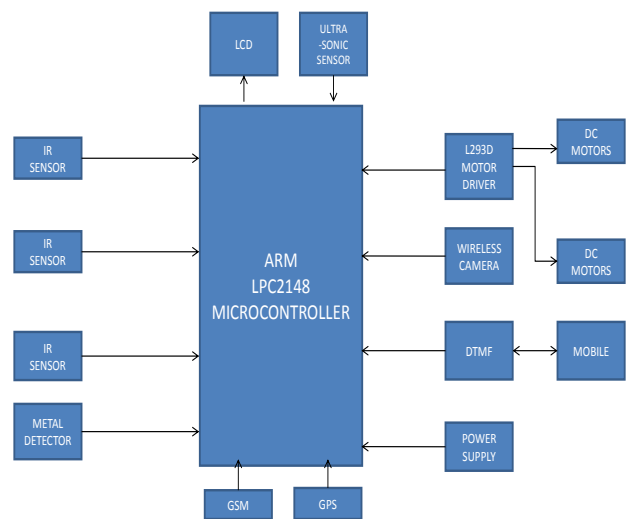 LCD
ULTRA
-SONIC
SENSOR
IR
SENSOR
IR
SENSOR
IR
SENSOR
METAL
DETECTOR
ARM
LPC2148
MICROCONTROLLER
L293D
MOTOR
DRIVER
DC
MOTORS
WIRELESS
CAMERA
DC
MOTORS
DTMF
MOBILE
POWER
SUPPLY
GSM
GPS